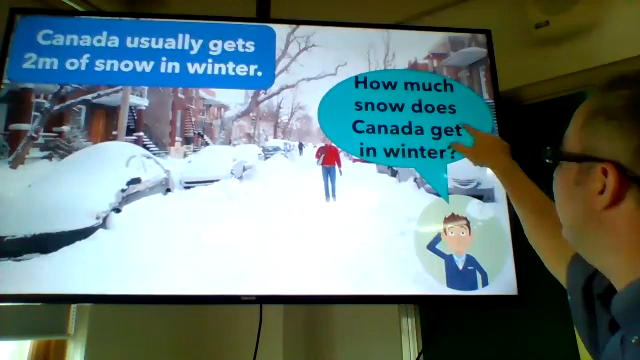 Canada usually gets
2m of snow in winter.
How much
snow does
Canada get
in winter?